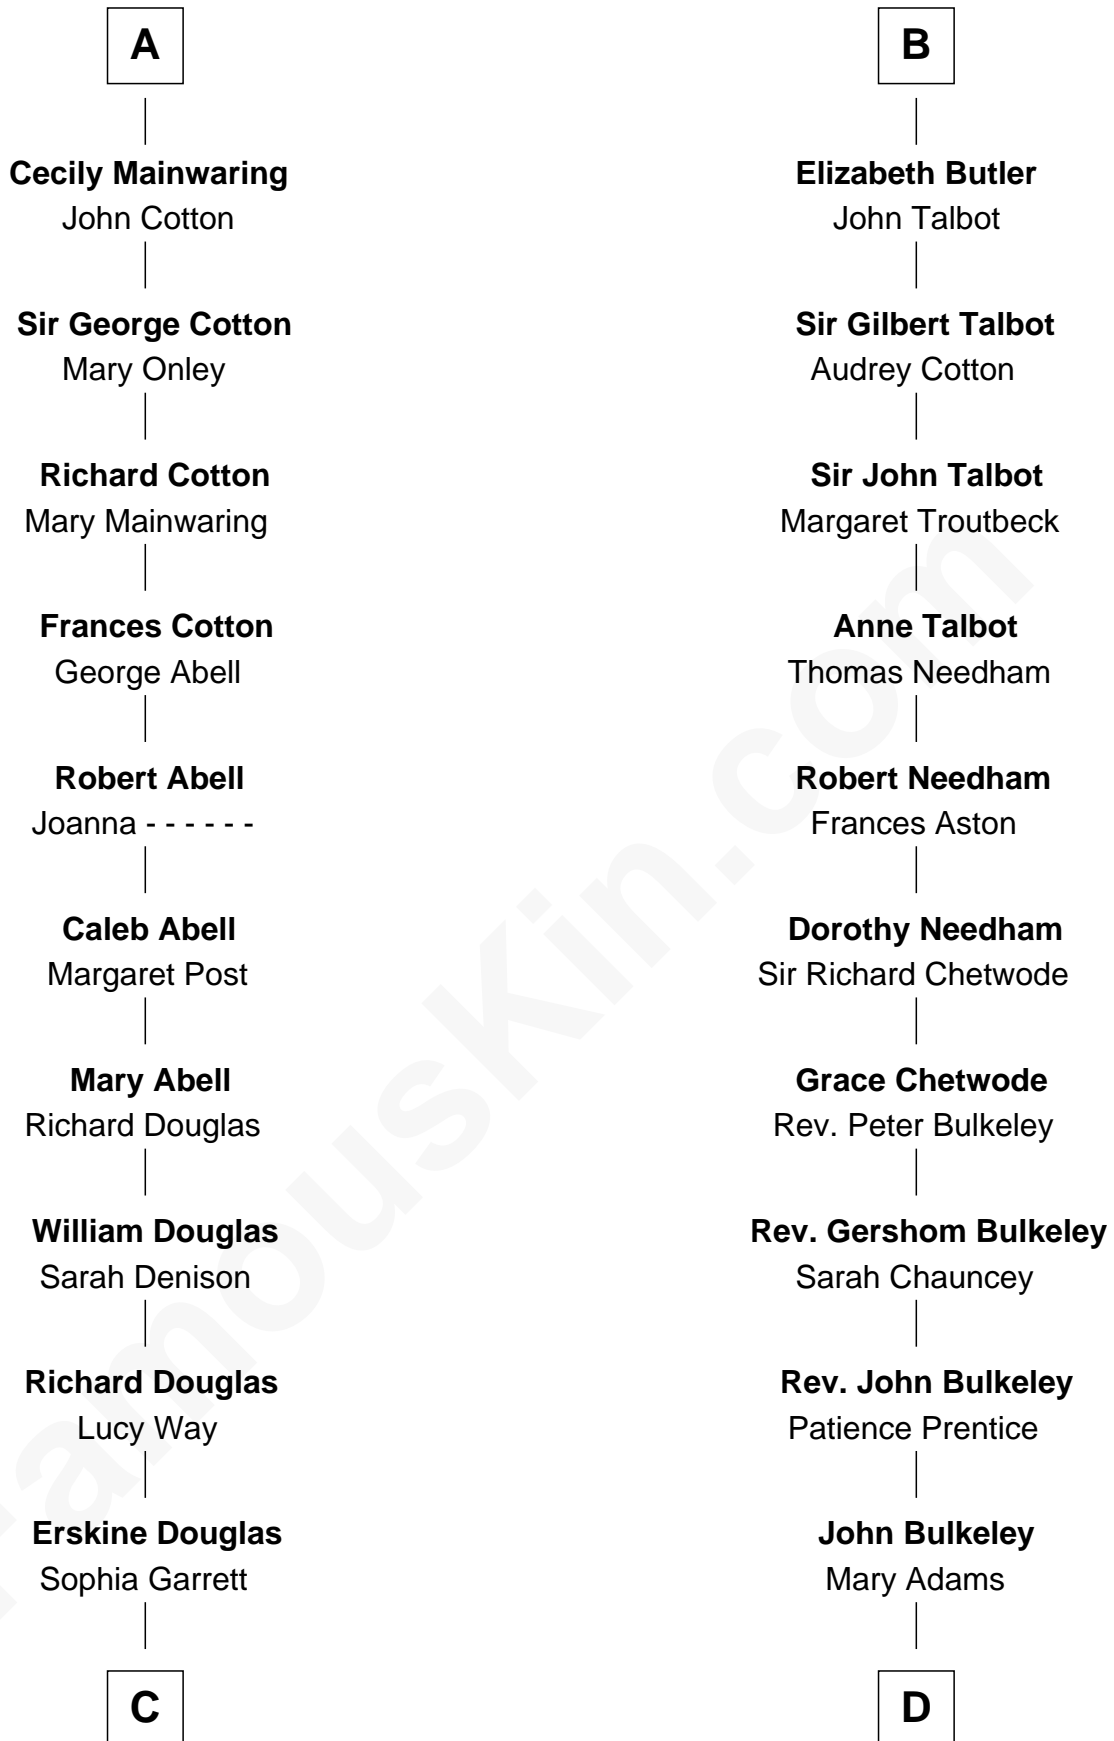 A
Cecily Mainwaring
John Cotton
Sir George Cotton
Mary Onley
Richard Cotton
Mary Mainwaring
Frances Cotton
George Abell
Robert Abell
Joanna - - - - - -
Caleb Abell
Margaret Post
Mary Abell
Richard Douglas
William Douglas
Sarah Denison
Richard Douglas
Lucy Way
Erskine Douglas
Sophia Garrett
C
B
Elizabeth Butler
John Talbot
Sir Gilbert Talbot
Audrey Cotton
Sir John Talbot
Margaret Troutbeck
Anne Talbot
Thomas Needham
Robert Needham
Frances Aston
Dorothy Needham
Sir Richard Chetwode
Grace Chetwode
Rev. Peter Bulkeley
Rev. Gershom Bulkeley
Sarah Chauncey
Rev. John Bulkeley
Patience Prentice
John Bulkeley
Mary Adams
D
FamousKin.com